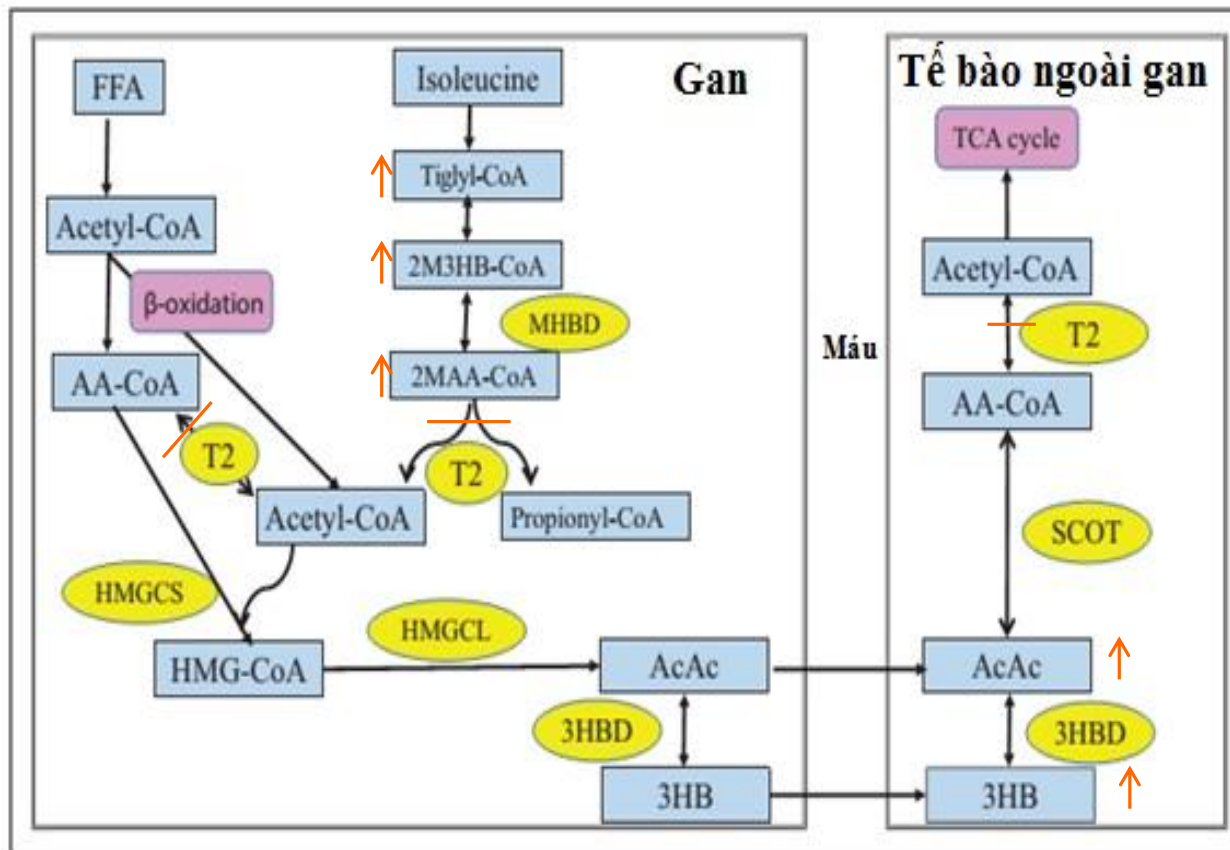 Gan
FFA
Isoleucine
Tiglyl-CoA
Acetyl-CoA
2M3HB-CoA
β-oxidation
MHBD
AA-CoA
2MAA-CoA
T2
T2
Acetyl-CoA
Propionyl-CoA
HMGCS
HMGCL
HMG-CoA
AcAc
3HBD
3HB
Máu
Tế bào ngoài gan
TCA cycle
Acetyl-CoA
T2
AA-CoA
SCOT
AcAc
3HBD
3HB